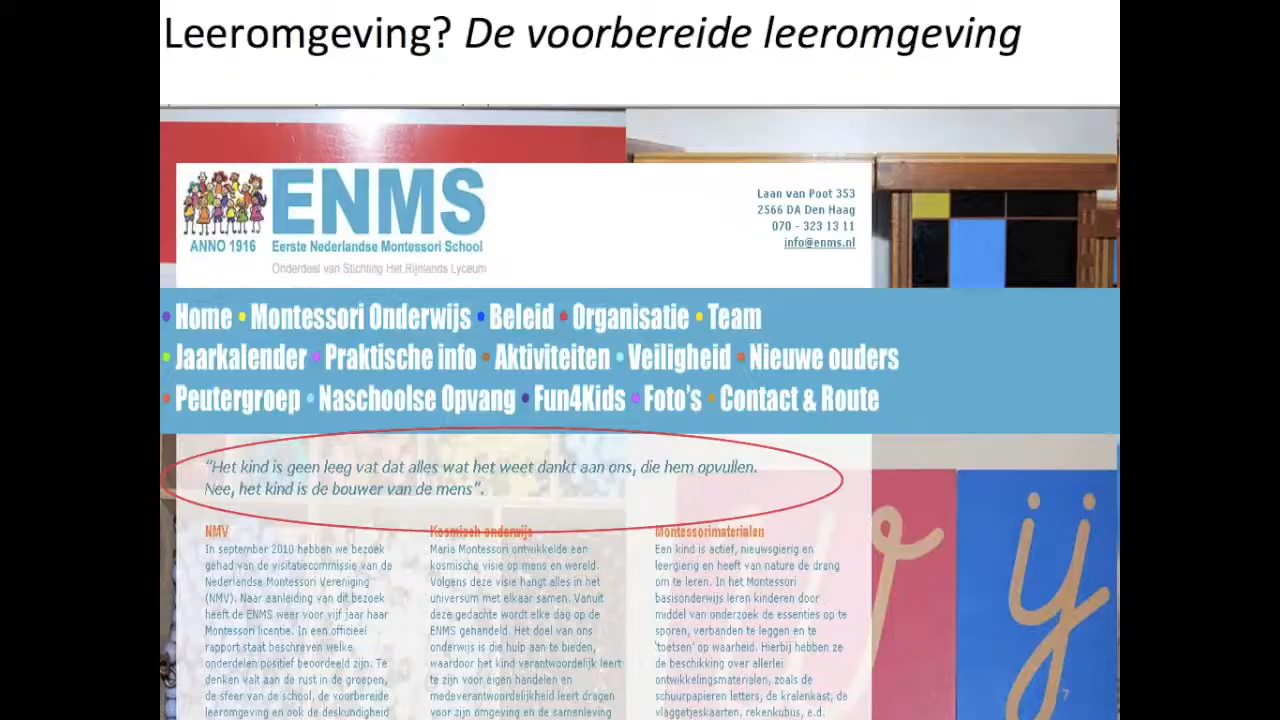 Leeromgeving? De voorbereide leeromgeving
ENMS
ANNO 1916 Eerste Nederlandse Montessori School
Onderdeel van Stichting Het Rijnlands Lyceum
Laan van Poot 353
2566 DA Den Haag
070 - 323 13 11
info@enms.nl
• Home • Montessori Onderwijs • Beleid • Organisatie • Team
• Jaarkalender • Praktische info • Aktiviteiten • Veiligheid • Nieuwe ouders
• Peutergroep • Naschoolse Opvang • Fun4Kids • Foto's • Contact & Route
"Het kind is geen leeg vat dat alles wat het weet dankt aan ons, die hem opvullen.
Nee, het kind is de bouwer van de mens".
NMV
In september 2010 hebben we bezoek
gehad van de visitatiecommissie van de
Nederlandse Montessori Vereniging
(NMV). Naar aanleiding van dit bezoek
heeft de ENMS weer voor vijf jaar haar
Montessori licentie. In een officieel
rapport staat beschreven welke
onderdelen positief beoordeeld zijn. Te
denken valt aan de rust in de groepen,
de sfeer van de school, de voorbereide
leeromgeving en ook de deskundigheid
Kosmisch onderwijs
Maria Montessori ontwikkelde een
kosmische visie op mens en wereld.
Volgens deze visie hangt alles in het
universum met elkaar samen. Vanuit
deze gedachte wordt elke dag op de
ENMS gehandeld. Het doel van ons
onderwijs is de hulp aan te bieden,
waardoor het kind verantwoordelijk leert
te zijn voor eigen handelen en
medeverantwoordelijkheid leert dragen
voor zijn omgeving en de samenleving
Montessorimaterialen
Een kind is actief, nieuwsgierig en
leergierig en heeft van nature de drang
om te leren. In het Montessori
basisonderwijs leren kinderen door
middel van onderzoek de essenties op te
sporen, verbanden te leggen en te
'toetsen' op waarheid. Hierbij hebben ze
de beschikking over allerlei
ontwikkelingsmaterialen, zoals de
schuurpapieren letters, de kralenkast, de
vlaggetjeskaarten, rekenkubus, e.d.
v
ij
7